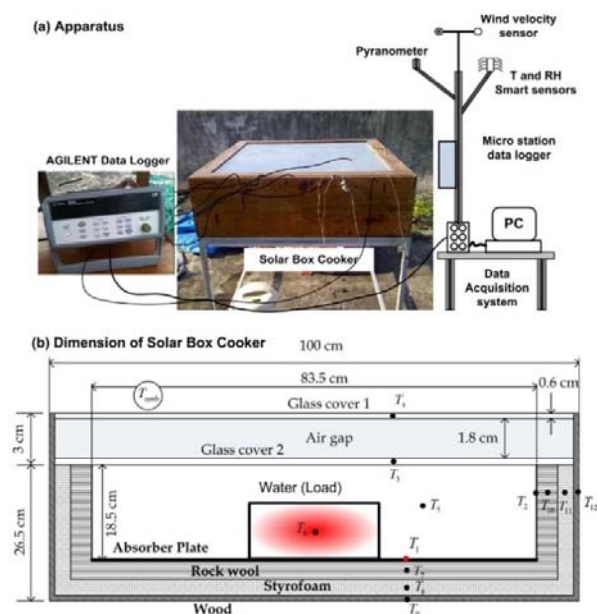 (a) Apparatus
Wind velocity
sensor
Pyranometer
T and RH
Smart sensors
AGILENT Data Logger
Micro station
data logger
PC
Solar Box Cooker
Data
Acquisition
system
(b) Dimension of Solar Box Cooker
100 cm
83.5 cm
0.6 cm
Tamb
Glass cover 1
T4
3 cm
Air gap
1.8 cm
Glass cover 2
T3
Water (Load)
18.5 cm
26.5 cm
T5
T2
T10
T11
T12
T6
T1
Absorber Plate
Rock wool
Styrofoam
T8
Wood